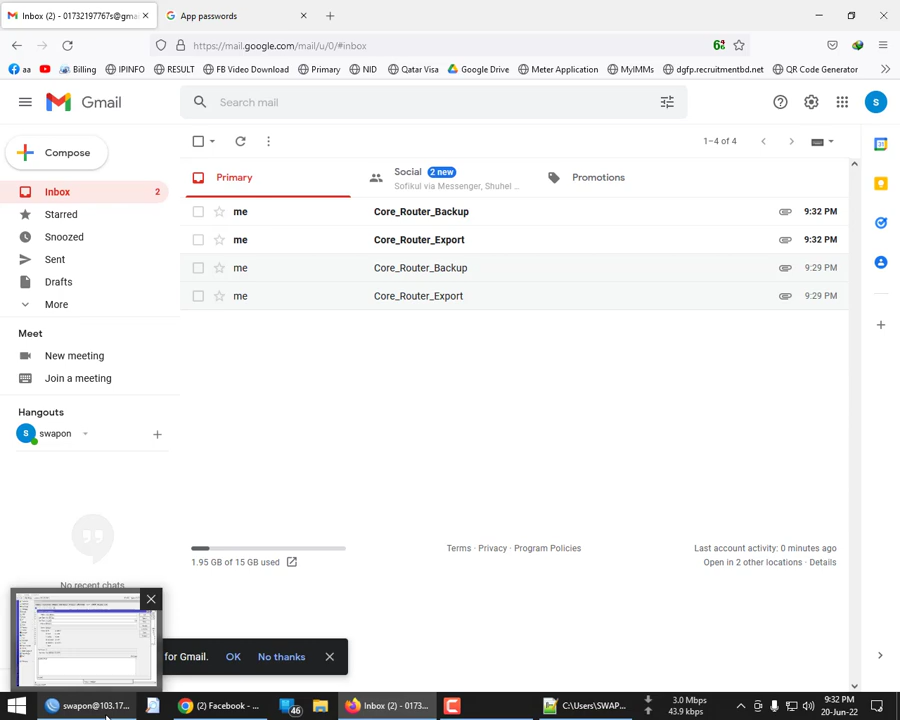 Inbox (2) - 01732197767s@gmai
App passwords
https://mail.google.com/mail/u/0/#inbox
aa
Billing
IPINFO
RESULT
FB Video Download
Primary
NID
Qatar Visa
Google Drive
Meter Application
MyIMMs
dgfp.recruitmentbd.net
QR Code Generator
Gmail
Search mail
S
Compose
1–4 of 4
Inbox 2
Starred
Snoozed
Sent
Drafts
More
Primary
Social 2 new
Sofikul via Messenger, Shuhel ...
Promotions
me Core_Router_Backup 9:32 PM
me Core_Router_Export 9:32 PM
me Core_Router_Backup 9:29 PM
me Core_Router_Export 9:29 PM
Meet
New meeting
Join a meeting
Hangouts
S swapon
No recent chats
1.95 GB of 15 GB used
Terms · Privacy · Program Policies
Last account activity: 0 minutes ago
Open in 2 other locations · Details
for Gmail. OK No thanks
swapon@103.17...
(2) Facebook - ...
46
Inbox (2) - 0173...
C:\Users\SWAP...
3.0 Mbps
43.9 kbps
9:32 PM
20-Jun-22